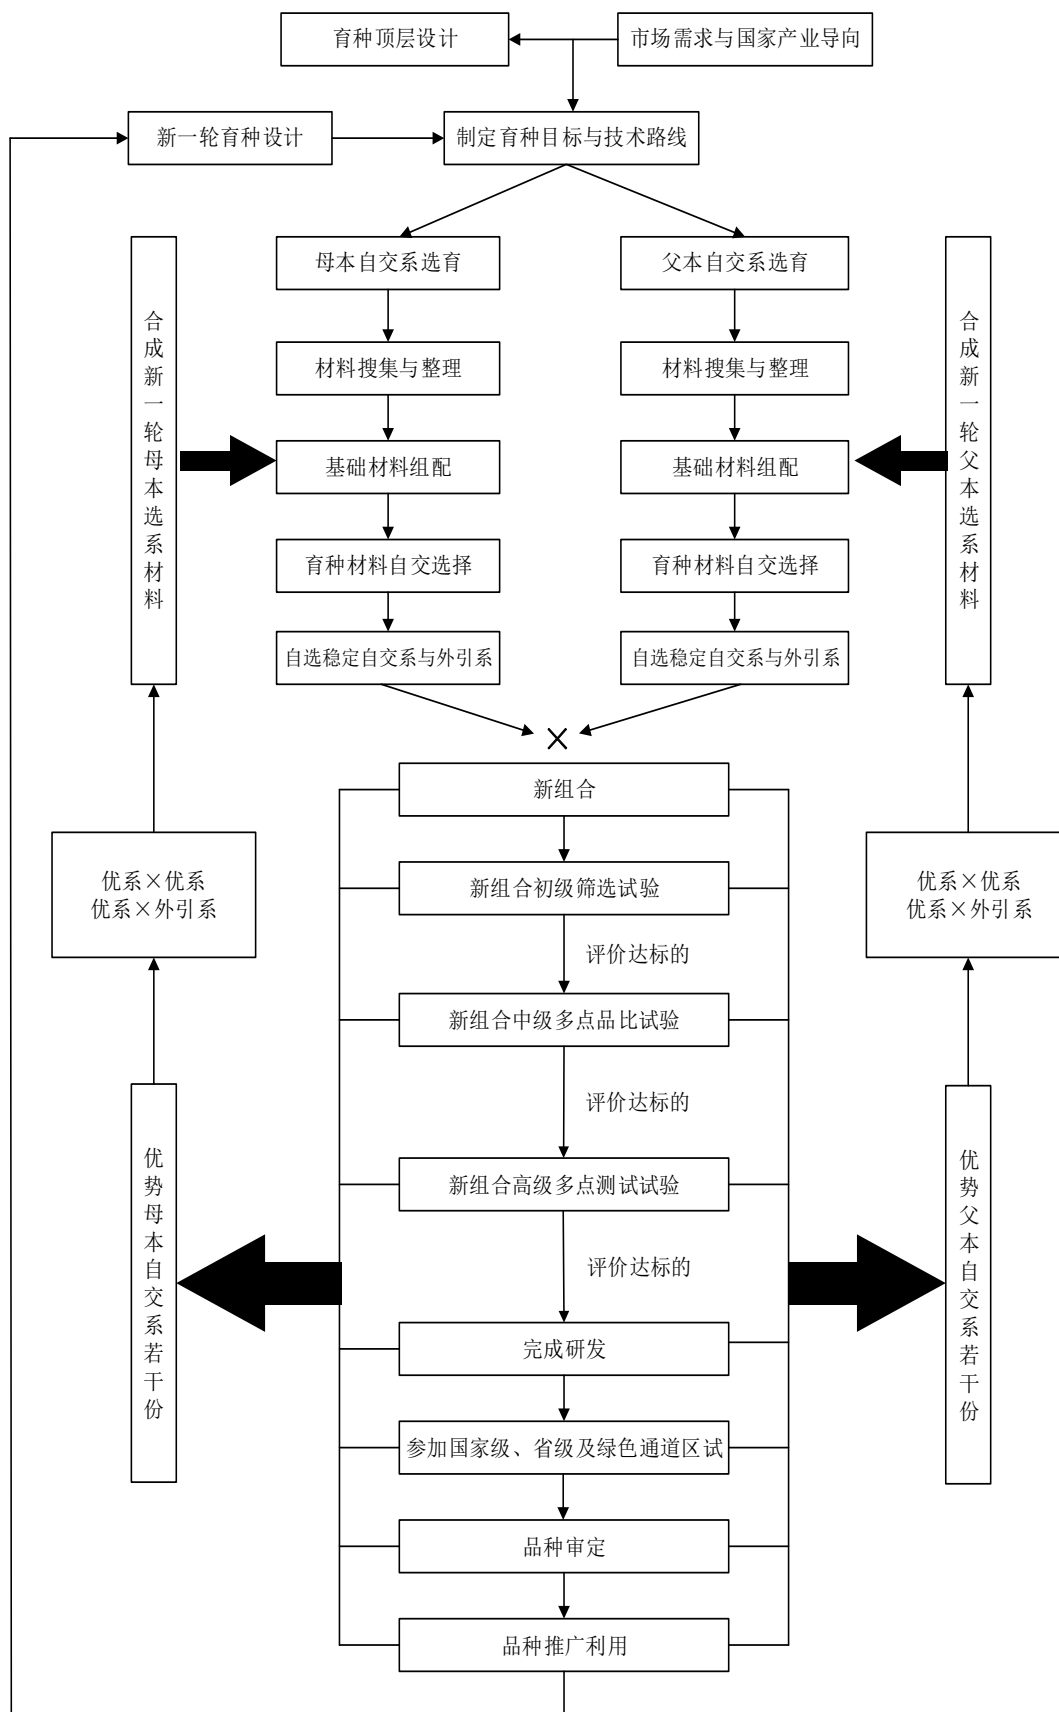 育种顶层设计
市场需求与国家产业导向
新一轮育种设计
制定育种目标与技术路线
母本自交系选育
父本自交系选育
合成新一轮母本选系材料
材料搜集与整理
材料搜集与整理
合成新一轮父本选系材料
基础材料组配
基础材料组配
育种材料自交选择
育种材料自交选择
自选稳定自交系与外引系
自选稳定自交系与外引系
×
新组合
优系×优系
优系×外引系
新组合初级筛选试验
优系×优系
优系×外引系
评价达标的
新组合中级多点品比试验
评价达标的
优势母本自交系若干份
新组合高级多点测试试验
优势父本自交系若干份
评价达标的
完成研发
参加国家级、省级及绿色通道区试
品种审定
品种推广利用